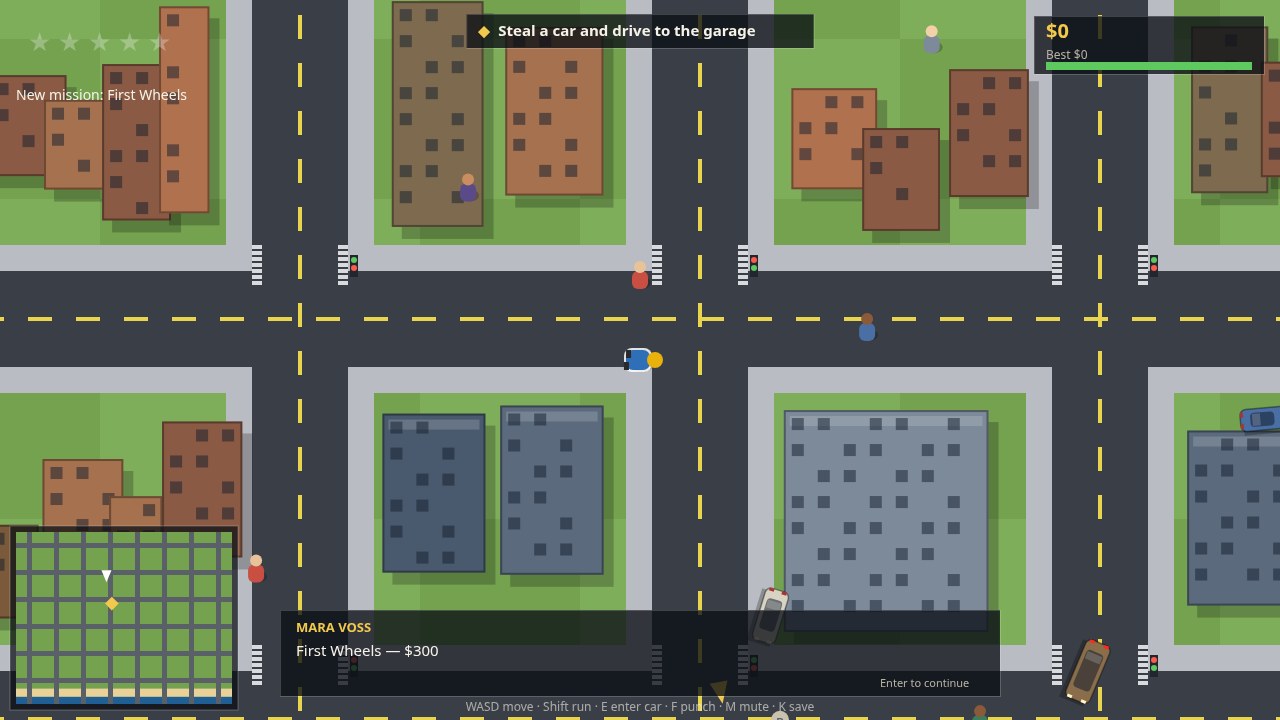 Steal a car and drive to the garage
$0
Best $0
New mission: First Wheels
MARA VOSS
First Wheels — $300
Enter to continue
WASD move · Shift run · E enter car · F punch · M mute · K save